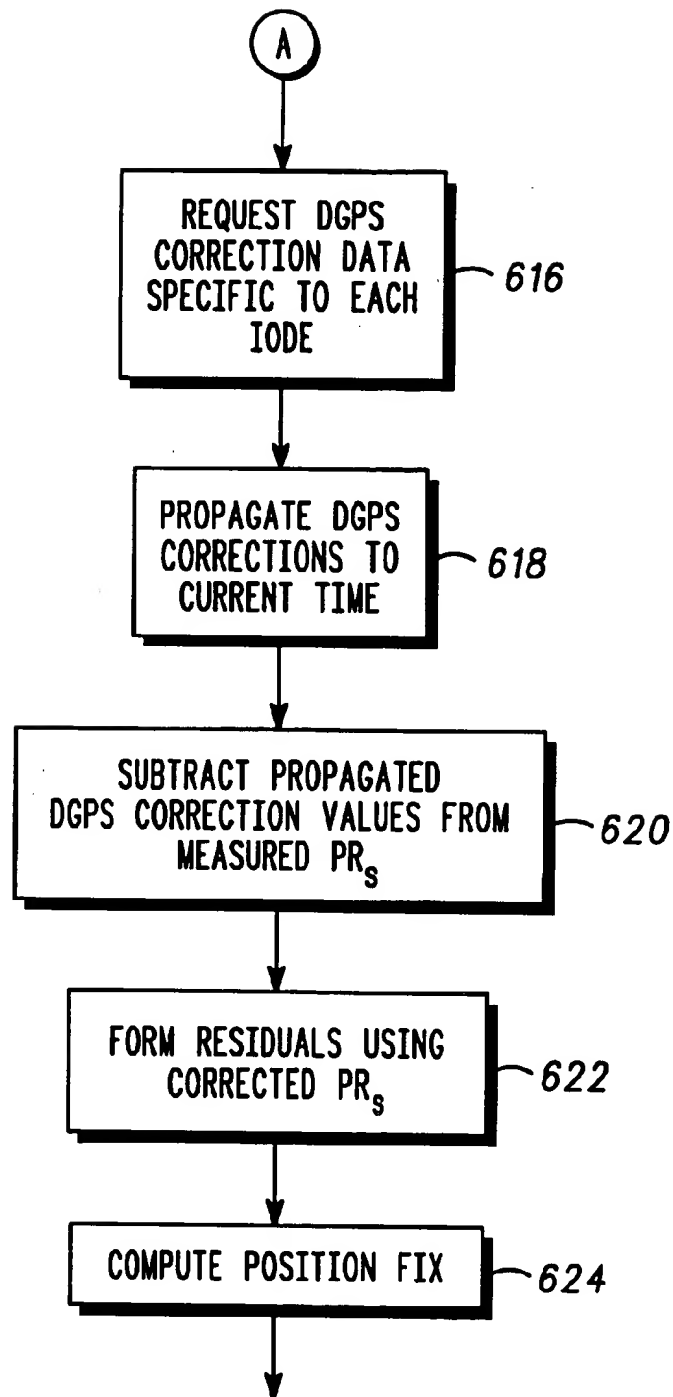 A
REQUEST DGPS
CORRECTION DATA
SPECIFIC TO EACH
IODE
616
PROPAGATE DGPS
CORRECTIONS TO
CURRENT TIME
618
SUBTRACT PROPAGATED
DGPS CORRECTION VALUES FROM
MEASURED PRS
620
FORM RESIDUALS USING
CORRECTED PRS
622
COMPUTE POSITION FIX
624